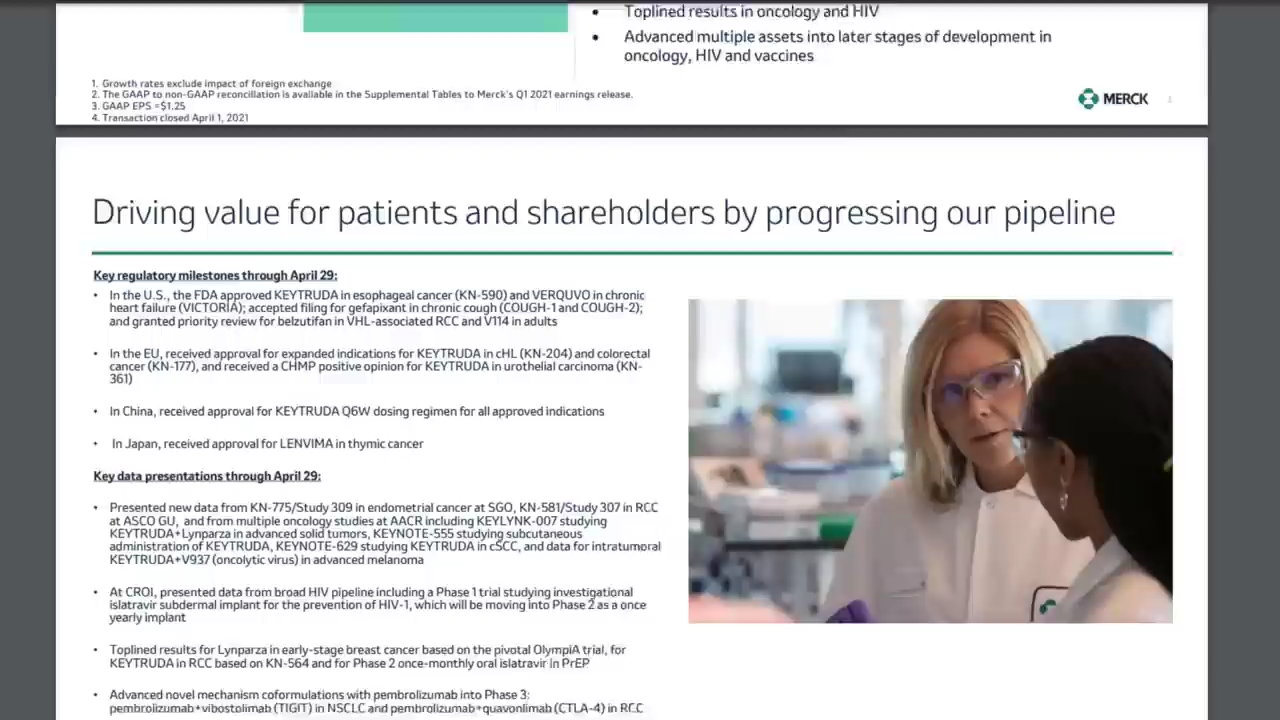 • Toplined results in oncology and HIV
• Advanced multiple assets into later stages of development in
oncology, HIV and vaccines
1. Growth rates exclude impact of foreign exchange
2. The GAAP to non-GAAP reconcillation is available in the Supplemental Tables to Merck's Q1 2021 earnings release.
3. GAAP EPS =$1.25
4. Transaction closed April 1, 2021
MERCK
Driving value for patients and shareholders by progressing our pipeline
Key regulatory milestones through April 29:
• In the U.S., the FDA approved KEYTRUDA in esophageal cancer (KN-590) and VERQUVO in chronic
heart failure (VICTORIA); accepted filing for gefapixant in chronic cough (COUGH-1 and COUGH-2);
and granted priority review for belzutifan in VHL-associated RCC and V114 in adults
• In the EU, received approval for expanded indications for KEYTRUDA in cHL (KN-204) and colorectal
cancer (KN-177), and received a CHMP positive opinion for KEYTRUDA in urothelial carcinoma (KN-
361)
• In China, received approval for KEYTRUDA Q6W dosing regimen for all approved indications
• In Japan, received approval for LENVIMA in thymic cancer
Key data presentations through April 29:
• Presented new data from KN-775/Study 309 in endometrial cancer at SGO, KN-581/Study 307 in RCC
at ASCO GU, and from multiple oncology studies at AACR including KEYLYNK-007 studying
KEYTRUDA+Lynparza in advanced solid tumors, KEYNOTE-555 studying subcutaneous
administration of KEYTRUDA, KEYNOTE-629 studying KEYTRUDA in cSCC, and data for intratumoral
KEYTRUDA+V937 (oncolytic virus) in advanced melanoma
• At CROI, presented data from broad HIV pipeline including a Phase 1 trial studying investigational
islatravir subdermal implant for the prevention of HIV-1, which will be moving into Phase 2 as a once
yearly implant
• Toplined results for Lynparza in early-stage breast cancer based on the pivotal OlympiA trial, for
KEYTRUDA in RCC based on KN-564 and for Phase 2 once-monthly oral islatravir in PrEP
• Advanced novel mechanism coformulations with pembrolizumab into Phase 3:
pembrolizumab+vibostolimab (TIGIT) in NSCLC and pembrolizumab+quavonlimab (CTLA-4) in RCC